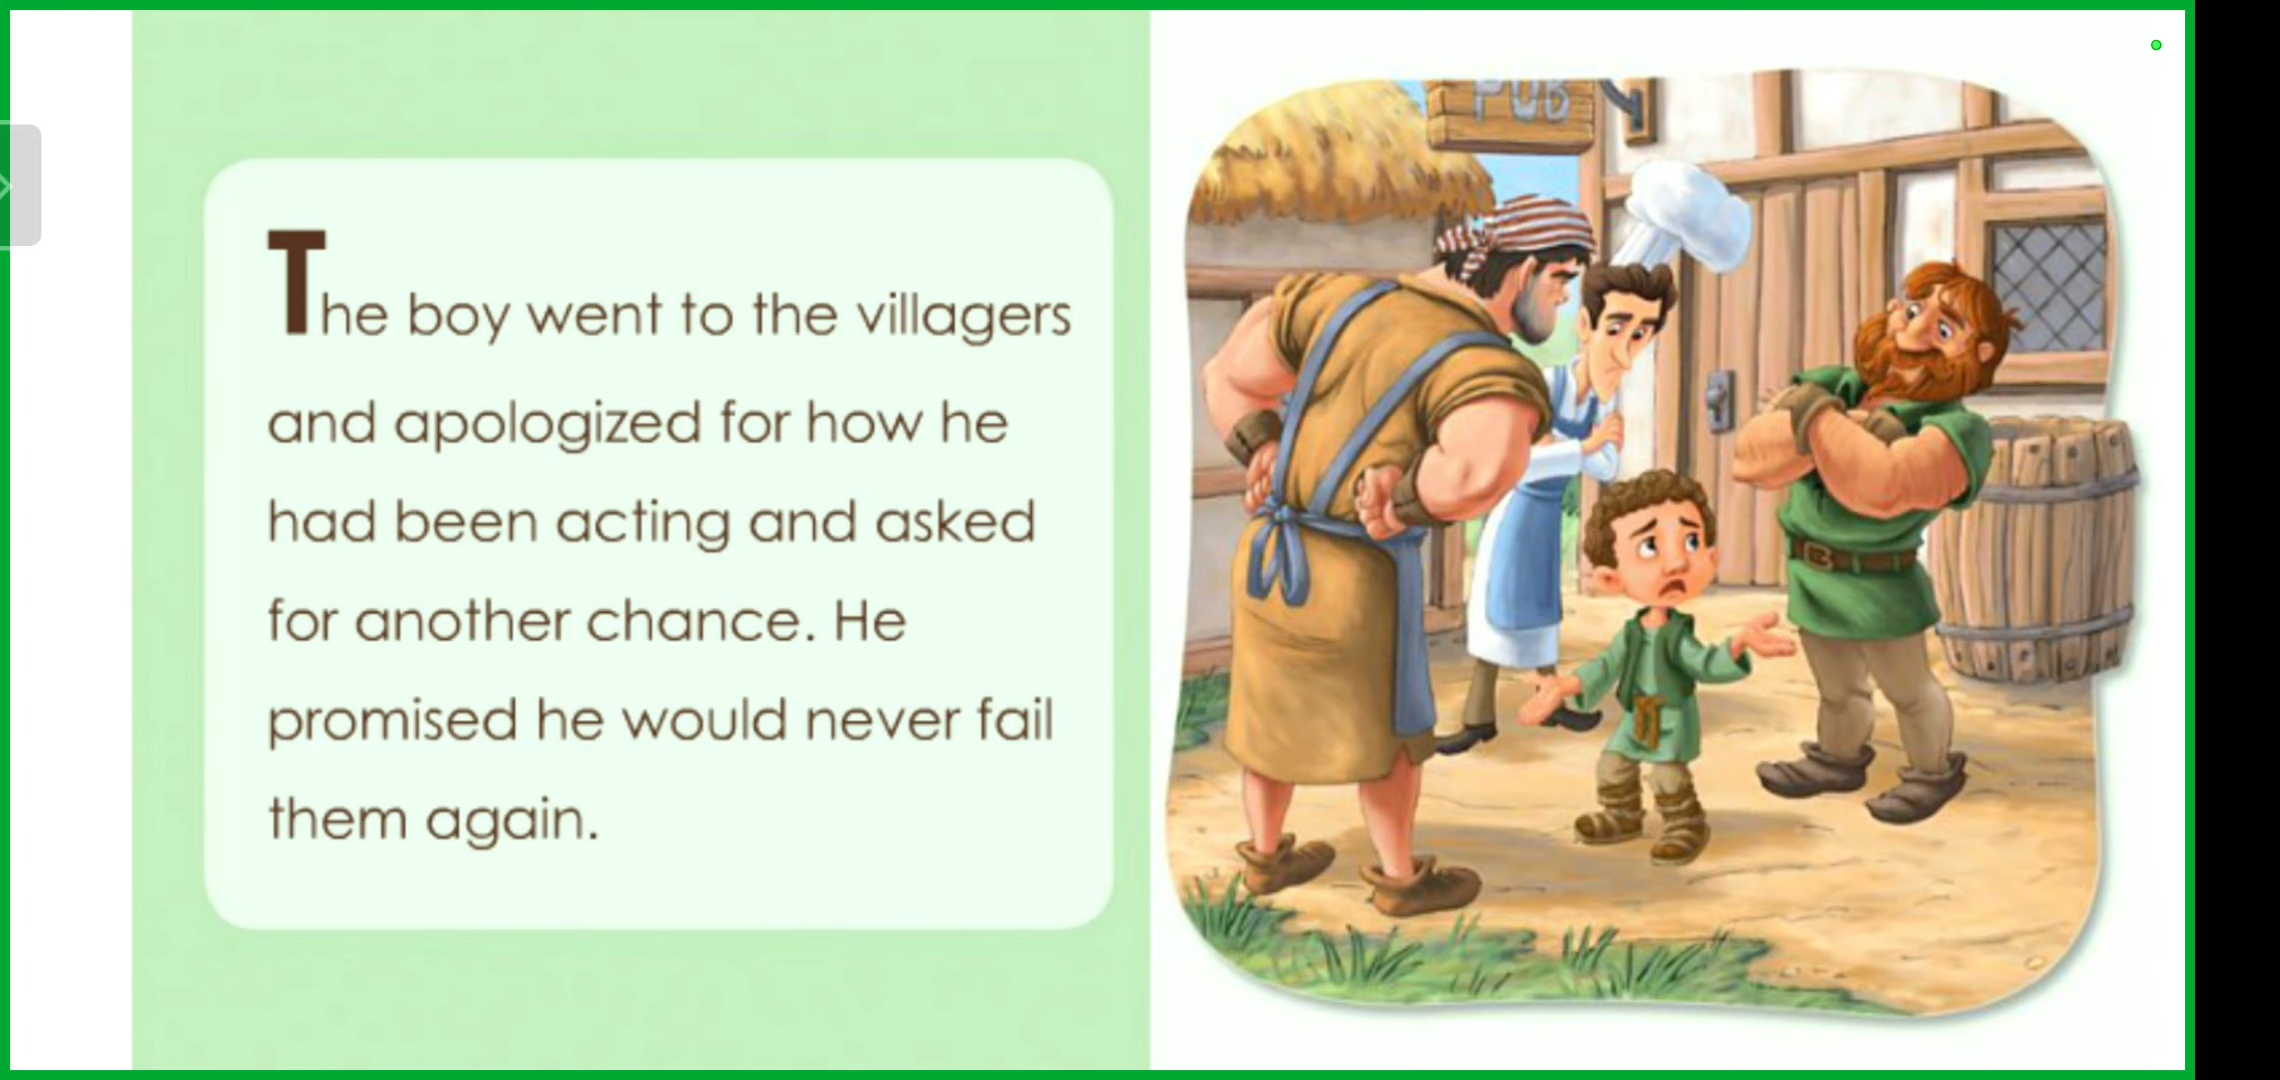 The boy went to the villagers
and apologized for how he
had been acting and asked
for another chance. He
promised he would never fail
them again.
PUB